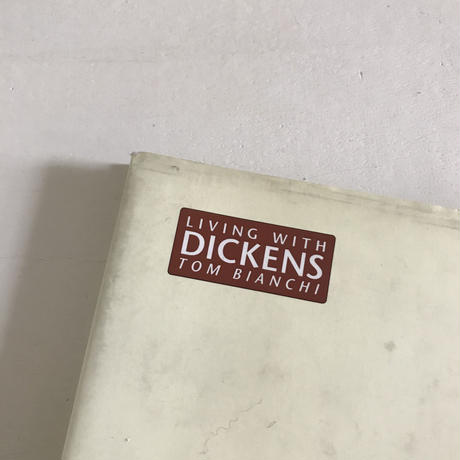 LIVING WITH
DICKENS
TOM BIANCHI